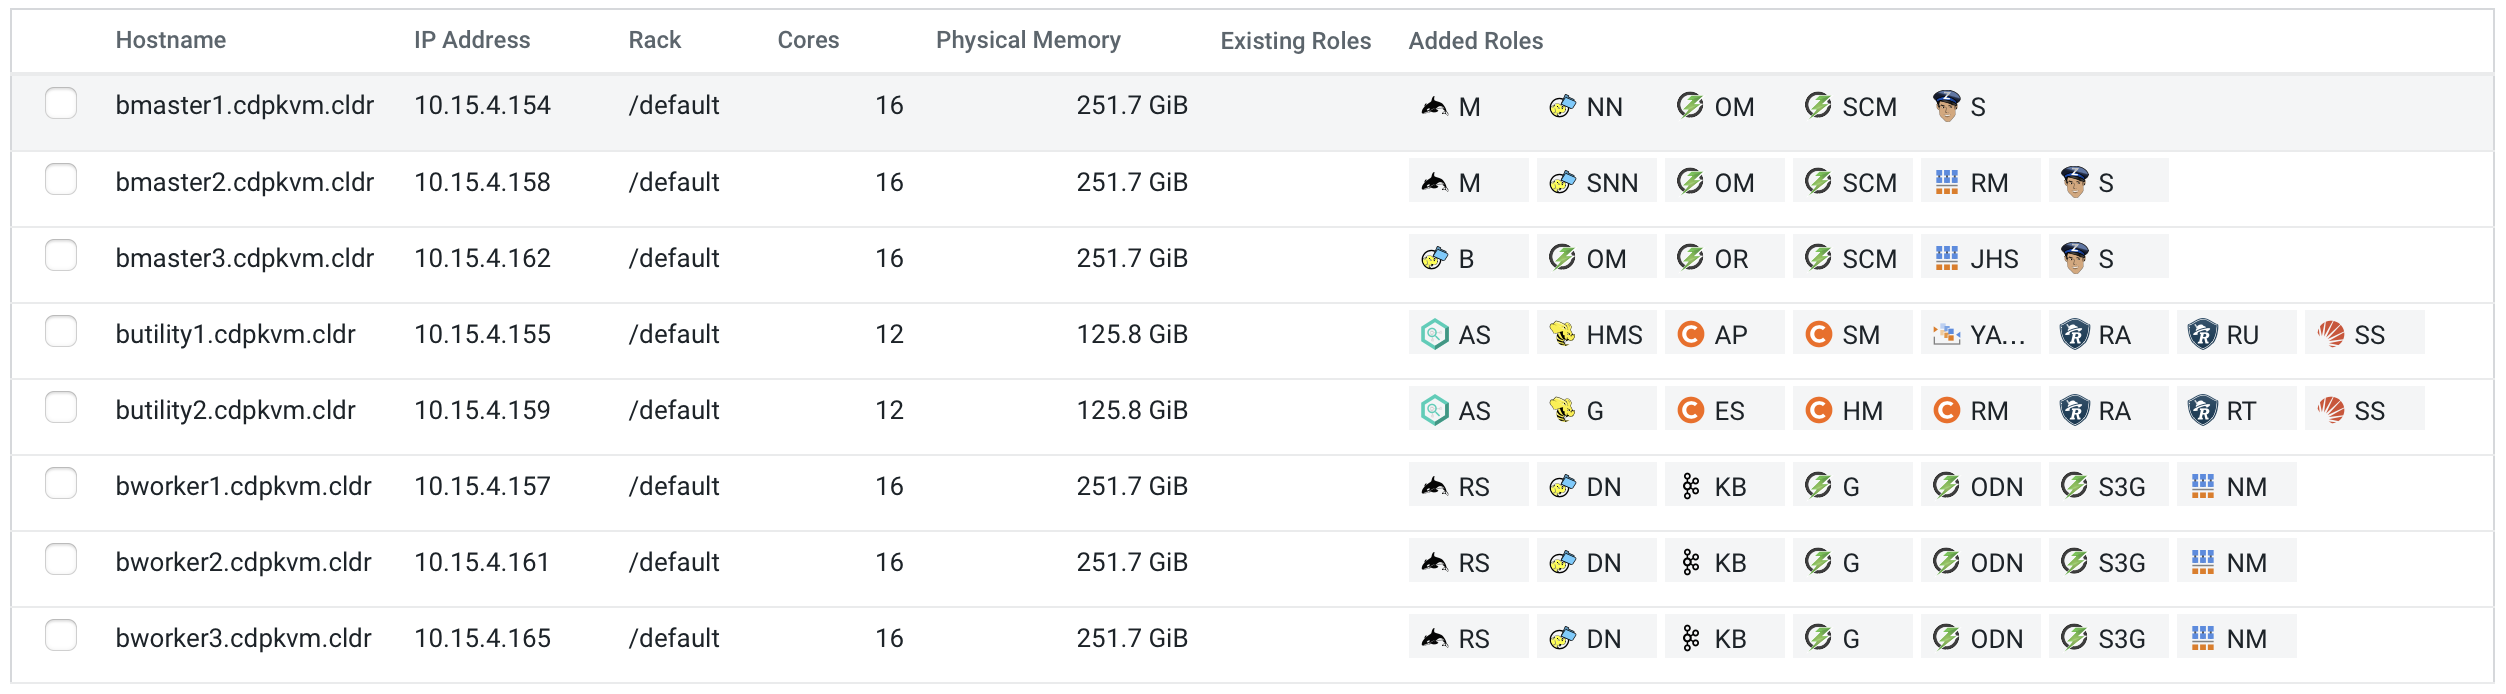 Hostname IP Address Rack Cores Physical Memory Existing Roles Added Roles
bmaster1.cdpkvm.cldr 10.15.4.154 /default 16 251.7 GiB M NN OM SCM S
bmaster2.cdpkvm.cldr 10.15.4.158 /default 16 251.7 GiB M SNN OM SCM RM S
bmaster3.cdpkvm.cldr 10.15.4.162 /default 16 251.7 GiB B OM OR SCM JHS S
butility1.cdpkvm.cldr 10.15.4.155 /default 12 125.8 GiB AS HMS AP SM YA... RA RU SS
butility2.cdpkvm.cldr 10.15.4.159 /default 12 125.8 GiB AS G ES HM RM RA RT SS
bworker1.cdpkvm.cldr 10.15.4.157 /default 16 251.7 GiB RS DN KB G ODN S3G NM
bworker2.cdpkvm.cldr 10.15.4.161 /default 16 251.7 GiB RS DN KB G ODN S3G NM
bworker3.cdpkvm.cldr 10.15.4.165 /default 16 251.7 GiB RS DN KB G ODN S3G NM